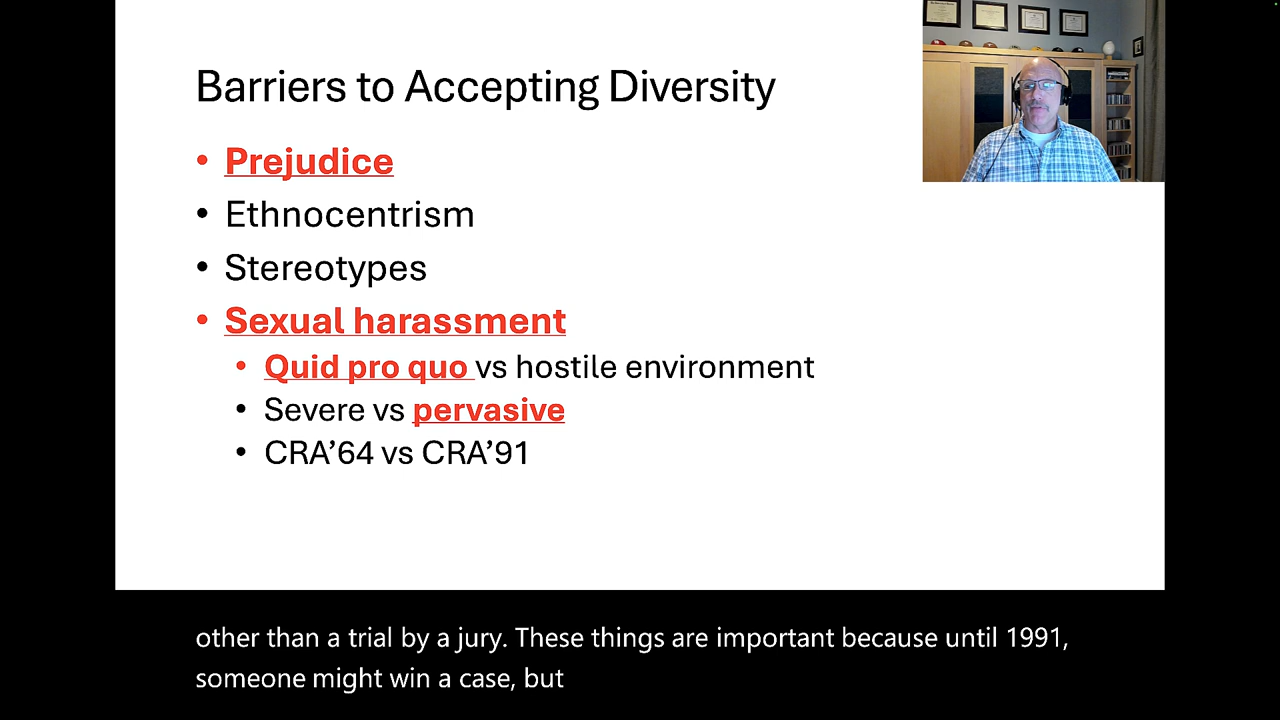 Barriers to Accepting Diversity
• Prejudice
• Ethnocentrism
• Stereotypes
• Sexual harassment
• Quid pro quo vs hostile environment
• Severe vs pervasive
• CRA’64 vs CRA’91
other than a trial by a jury. These things are important because until 1991,
someone might win a case, but